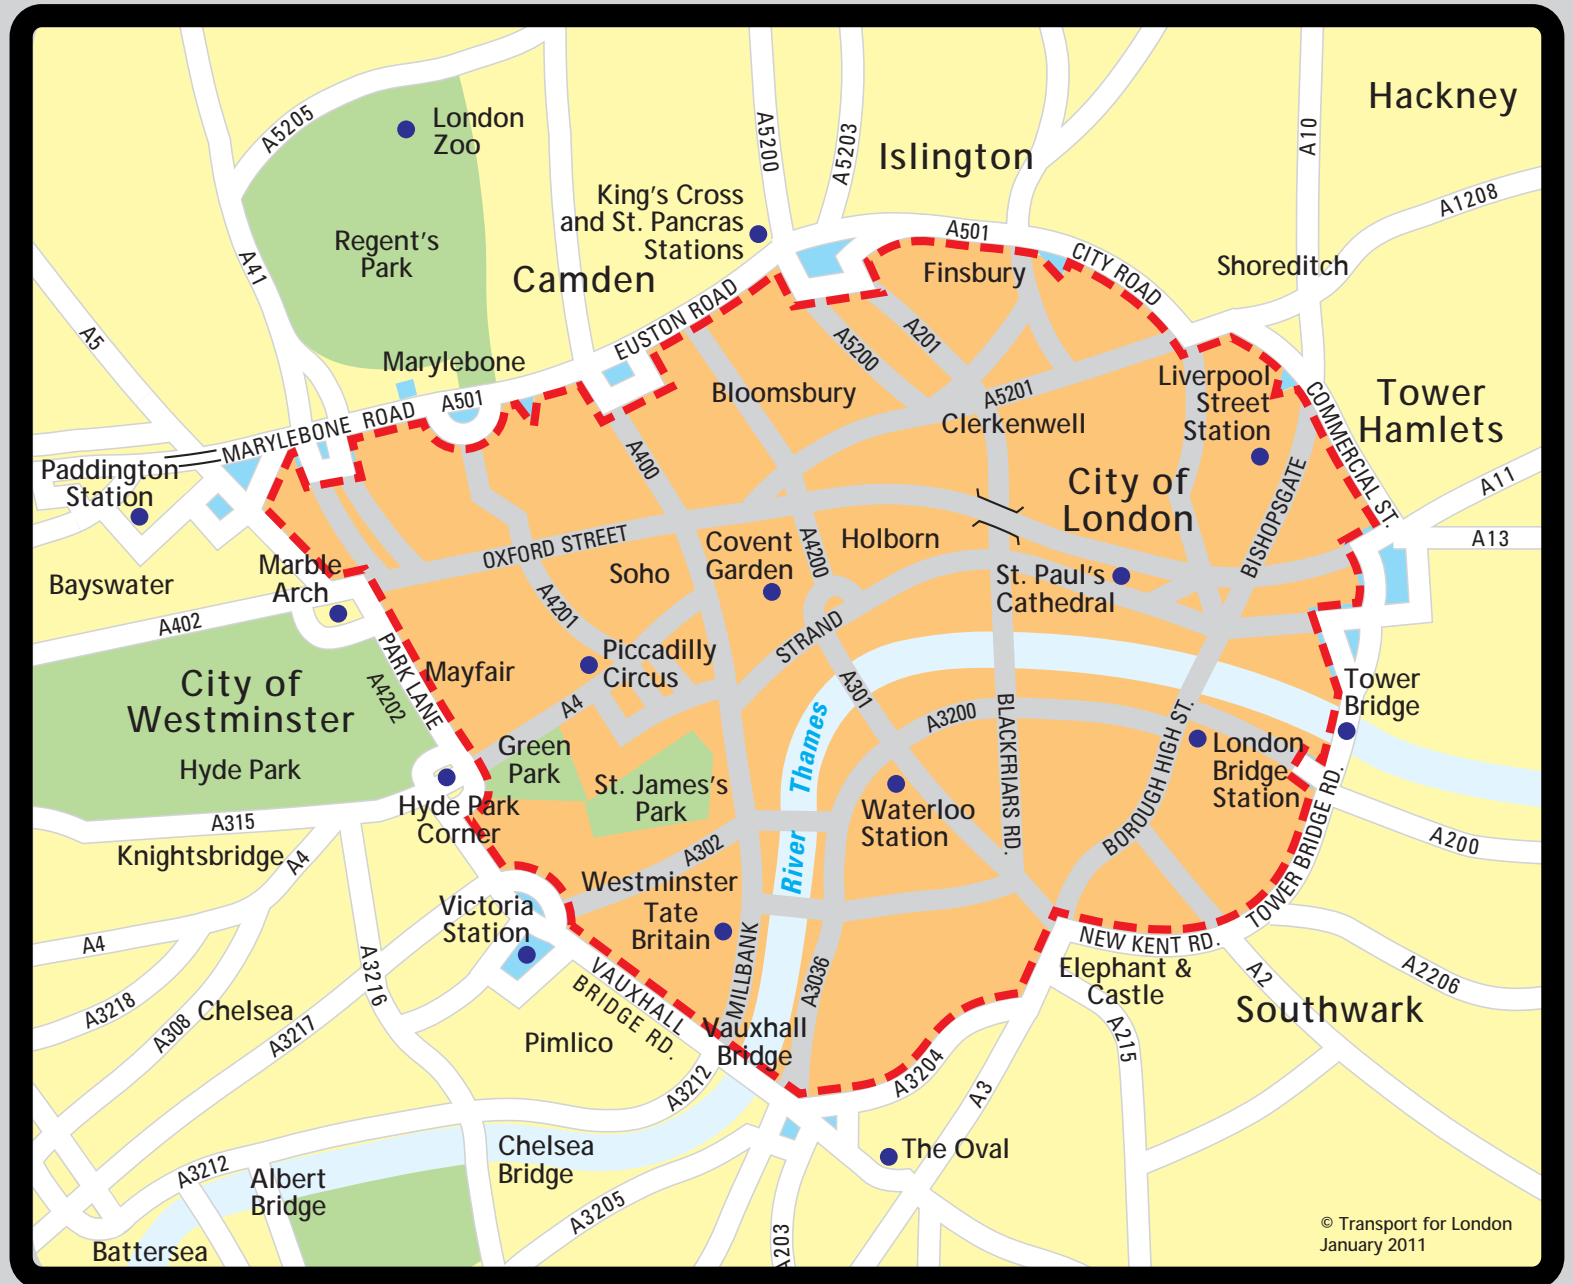 Hackney
London
Zoo
A5205
A5200
A5203
A10
Islington
King's Cross
and St. Pancras
Stations
A1208
Regent's
Park
A41
Camden
A501
Finsbury
CITY ROAD
Shoreditch
A5
EUSTON ROAD
A5200
A201
Marylebone
Bloomsbury
A5201
Clerkenwell
Liverpool
Street
Station
COMMERCIAL ST.
Tower
Hamlets
A501
MARYLEBONE ROAD
A400
Paddington
Station
City of
London
BISHOPSGATE
A11
A13
OXFORD STREET
Covent
Garden
A4200
Holborn
Marble
Arch
Bayswater
Soho
St. Paul's
Cathedral
A402
A4201
STRAND
Piccadilly
Circus
PARK LANE
A4202
Mayfair
City of
Westminster
A4
A301
A3200
BLACKFRIARS RD.
BOROUGH HIGH ST.
Tower
Bridge
Hyde Park
Green
Park
River Thames
London
Bridge
Station
St. James's
Park
Waterloo
Station
TOWER BRIDGE RD.
A200
Hyde Park
Corner
A315
Knightsbridge
A4
A302
Westminster
Victoria
Station
Tate
Britain
MILLBANK
A4
A3216
A3036
NEW KENT RD.
Elephant &
Castle
A2
A2206
Southwark
VAUXHALL
BRIDGE RD.
A3218
A308
Chelsea
A3217
Pimlico
Vauxhall
Bridge
A3212
A3204
A3
A215
Chelsea
Bridge
The Oval
A3212
Albert
Bridge
A3205
A203
Battersea
© Transport for London
January 2011